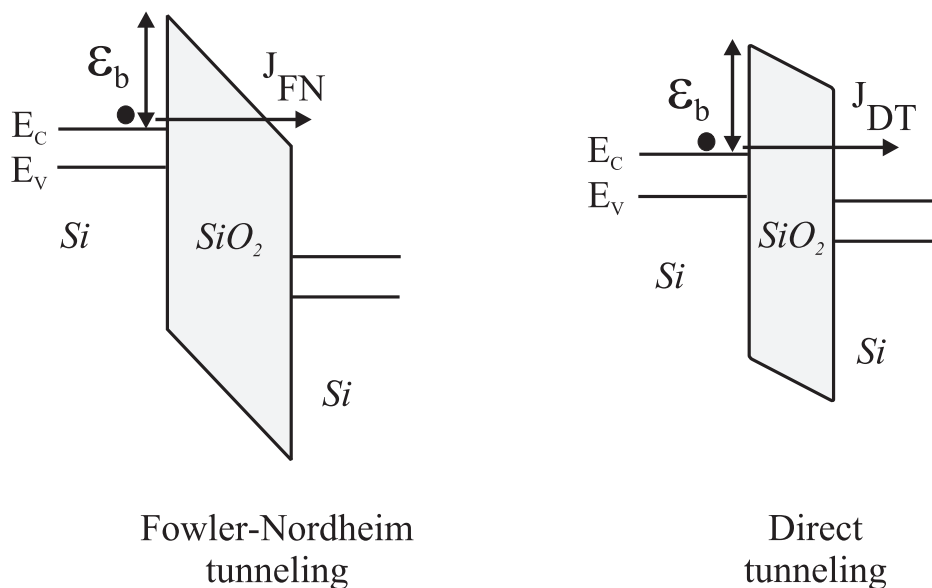 ε_b
J_FN
E_C
E_V
Si
SiO_2
Si
Fowler-Nordheim
tunneling
ε_b
J_DT
E_C
E_V
Si
SiO_2
Si
Direct
tunneling